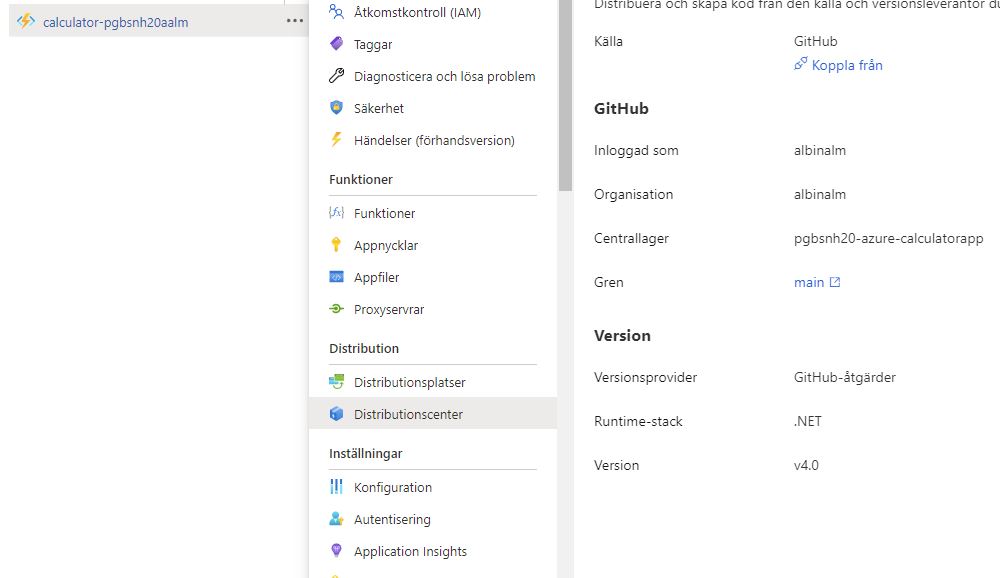 calculator-pgbsnh20aalm
Åtkomstkontroll (IAM)
Taggar
Diagnosticera och lösa problem
Säkerhet
Händelser (förhandsversion)
Funktioner
Funktioner
Appnycklar
Appfiler
Proxyservrar
Distribution
Distributionsplatser
Distributionscenter
Inställningar
Konfiguration
Autentisering
Application Insights
Distribuera och skapa kod från den källa och versionsleverantör du
Källa GitHub
Koppla från
GitHub
Inloggad som albinalm
Organisation albinalm
Centrallager pgbsnh20-azure-calculatorapp
Gren main
Version
Versionsprovider GitHub-åtgärder
Runtime-stack .NET
Version v4.0